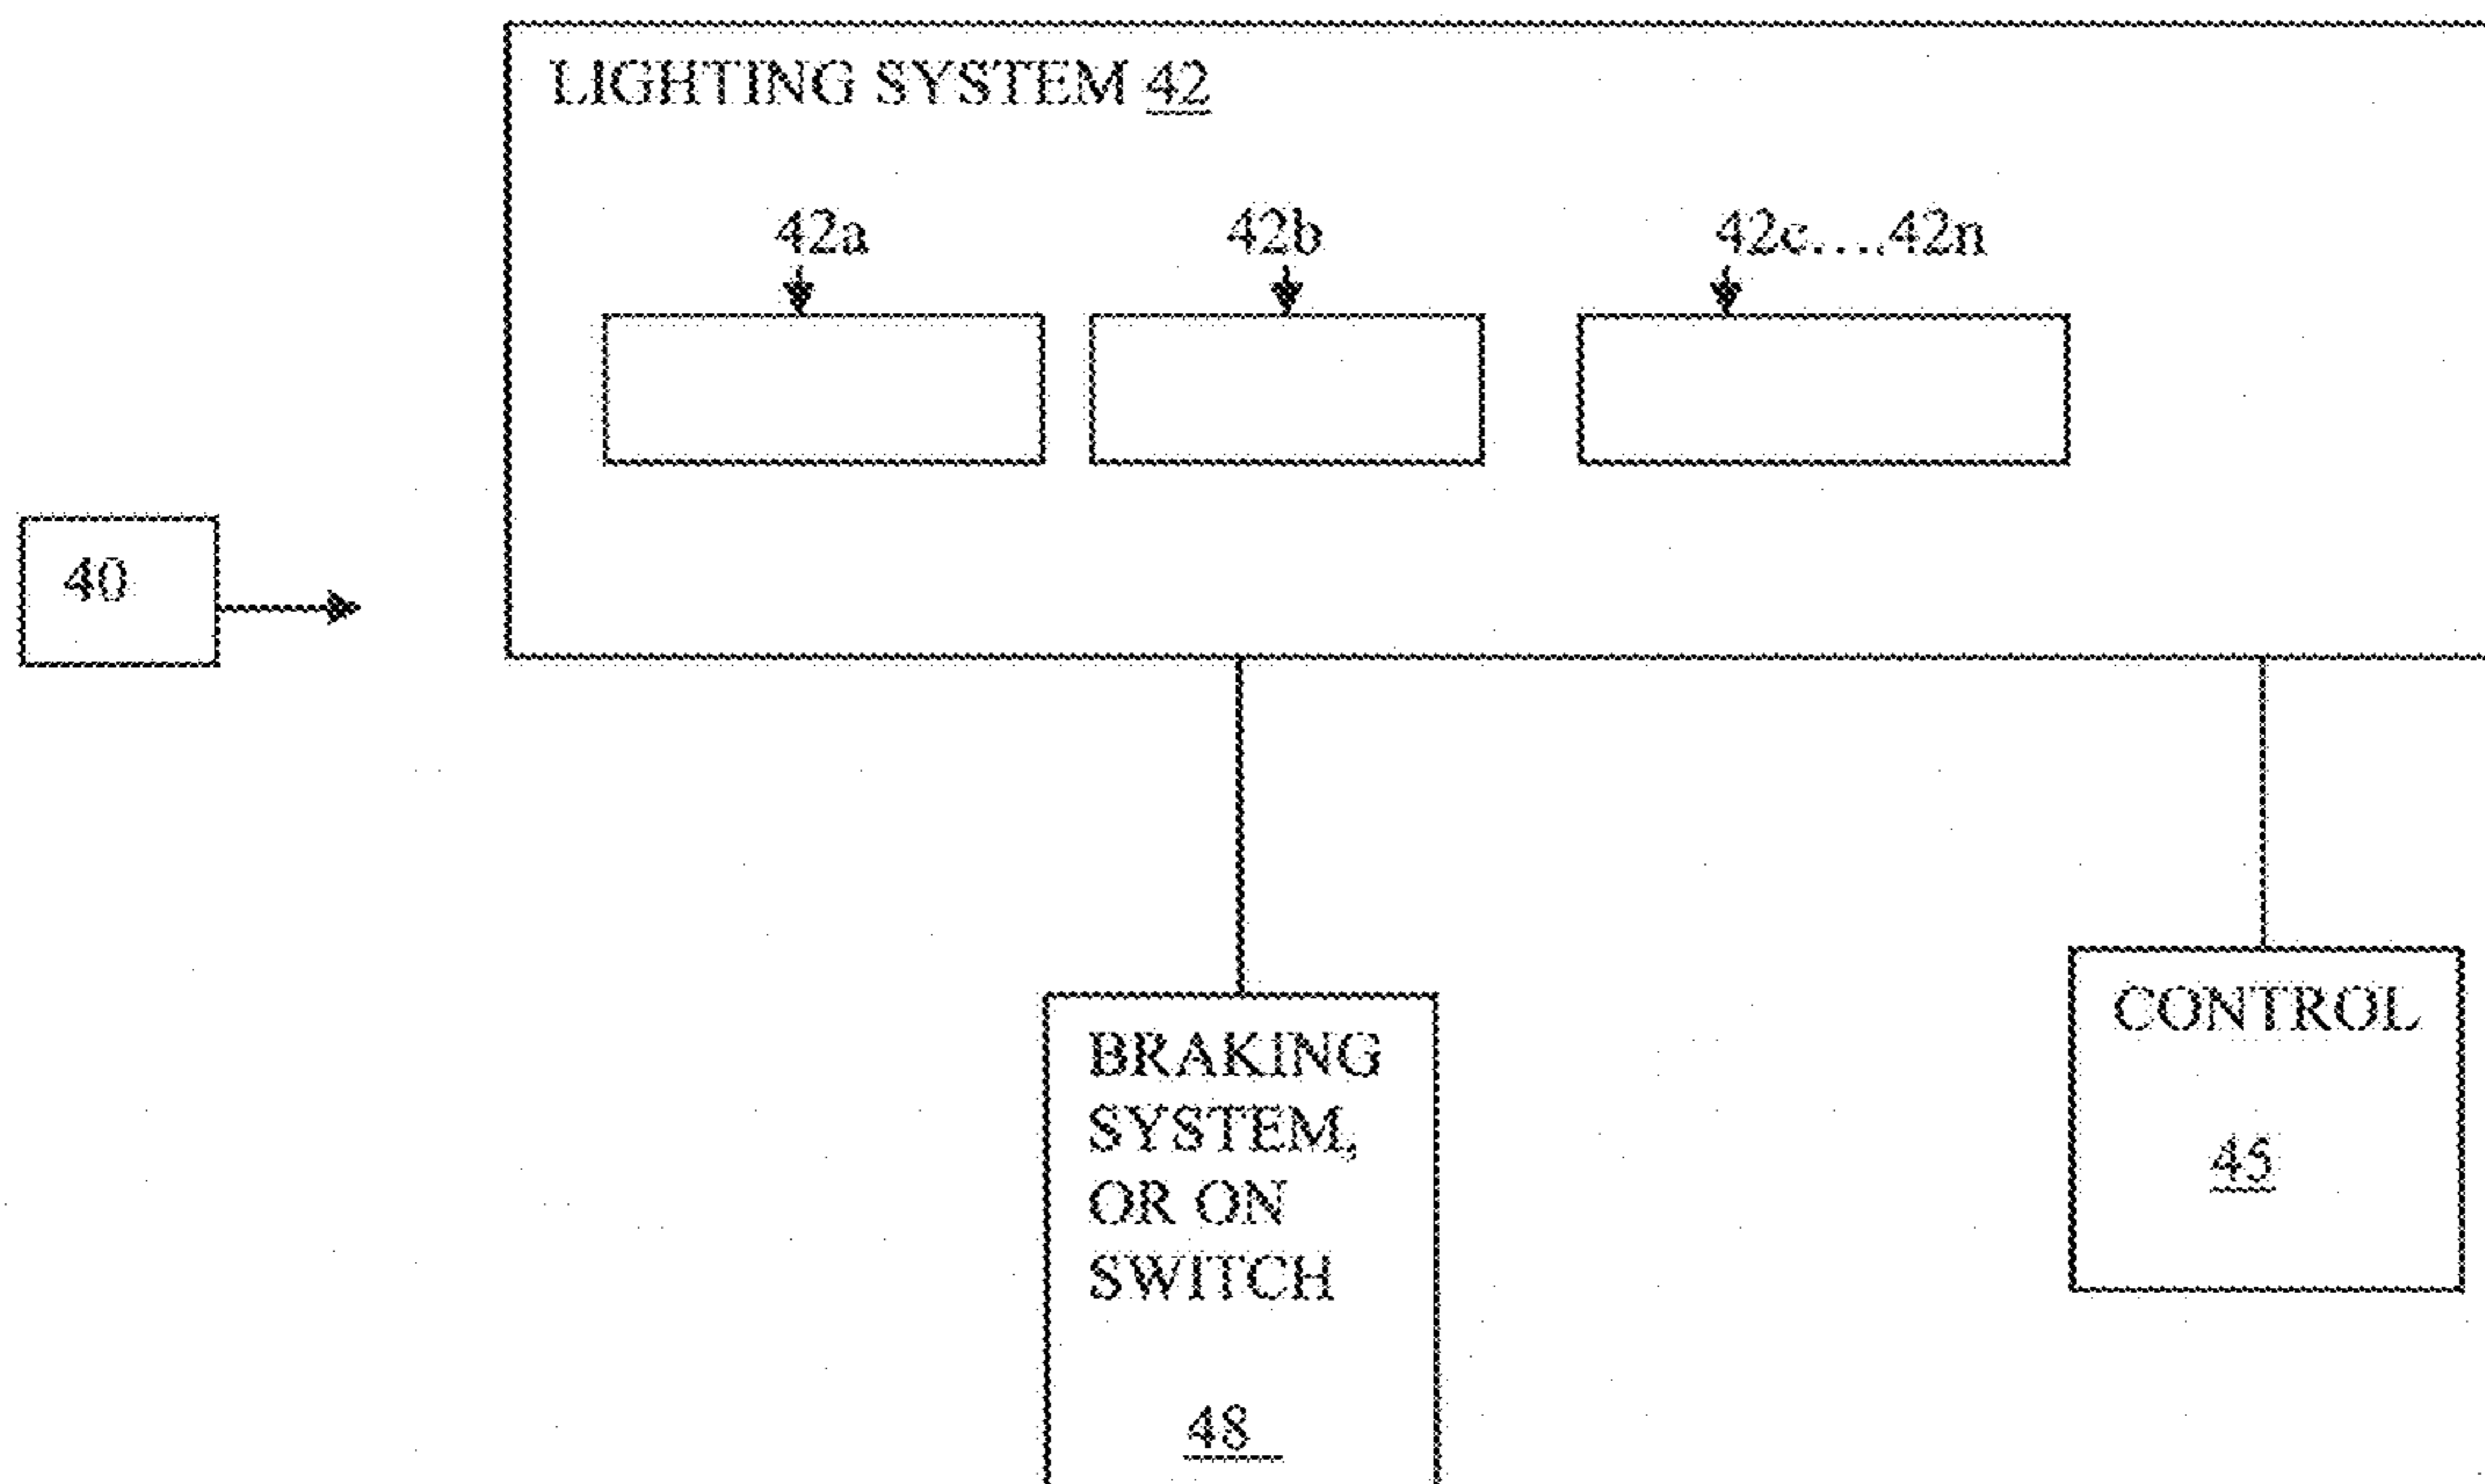 LIGHTING SYSTEM 42
42a
42b
42c....42n
40
BRAKING
SYSTEM,
OR ON
SWITCH
48
CONTROL
45